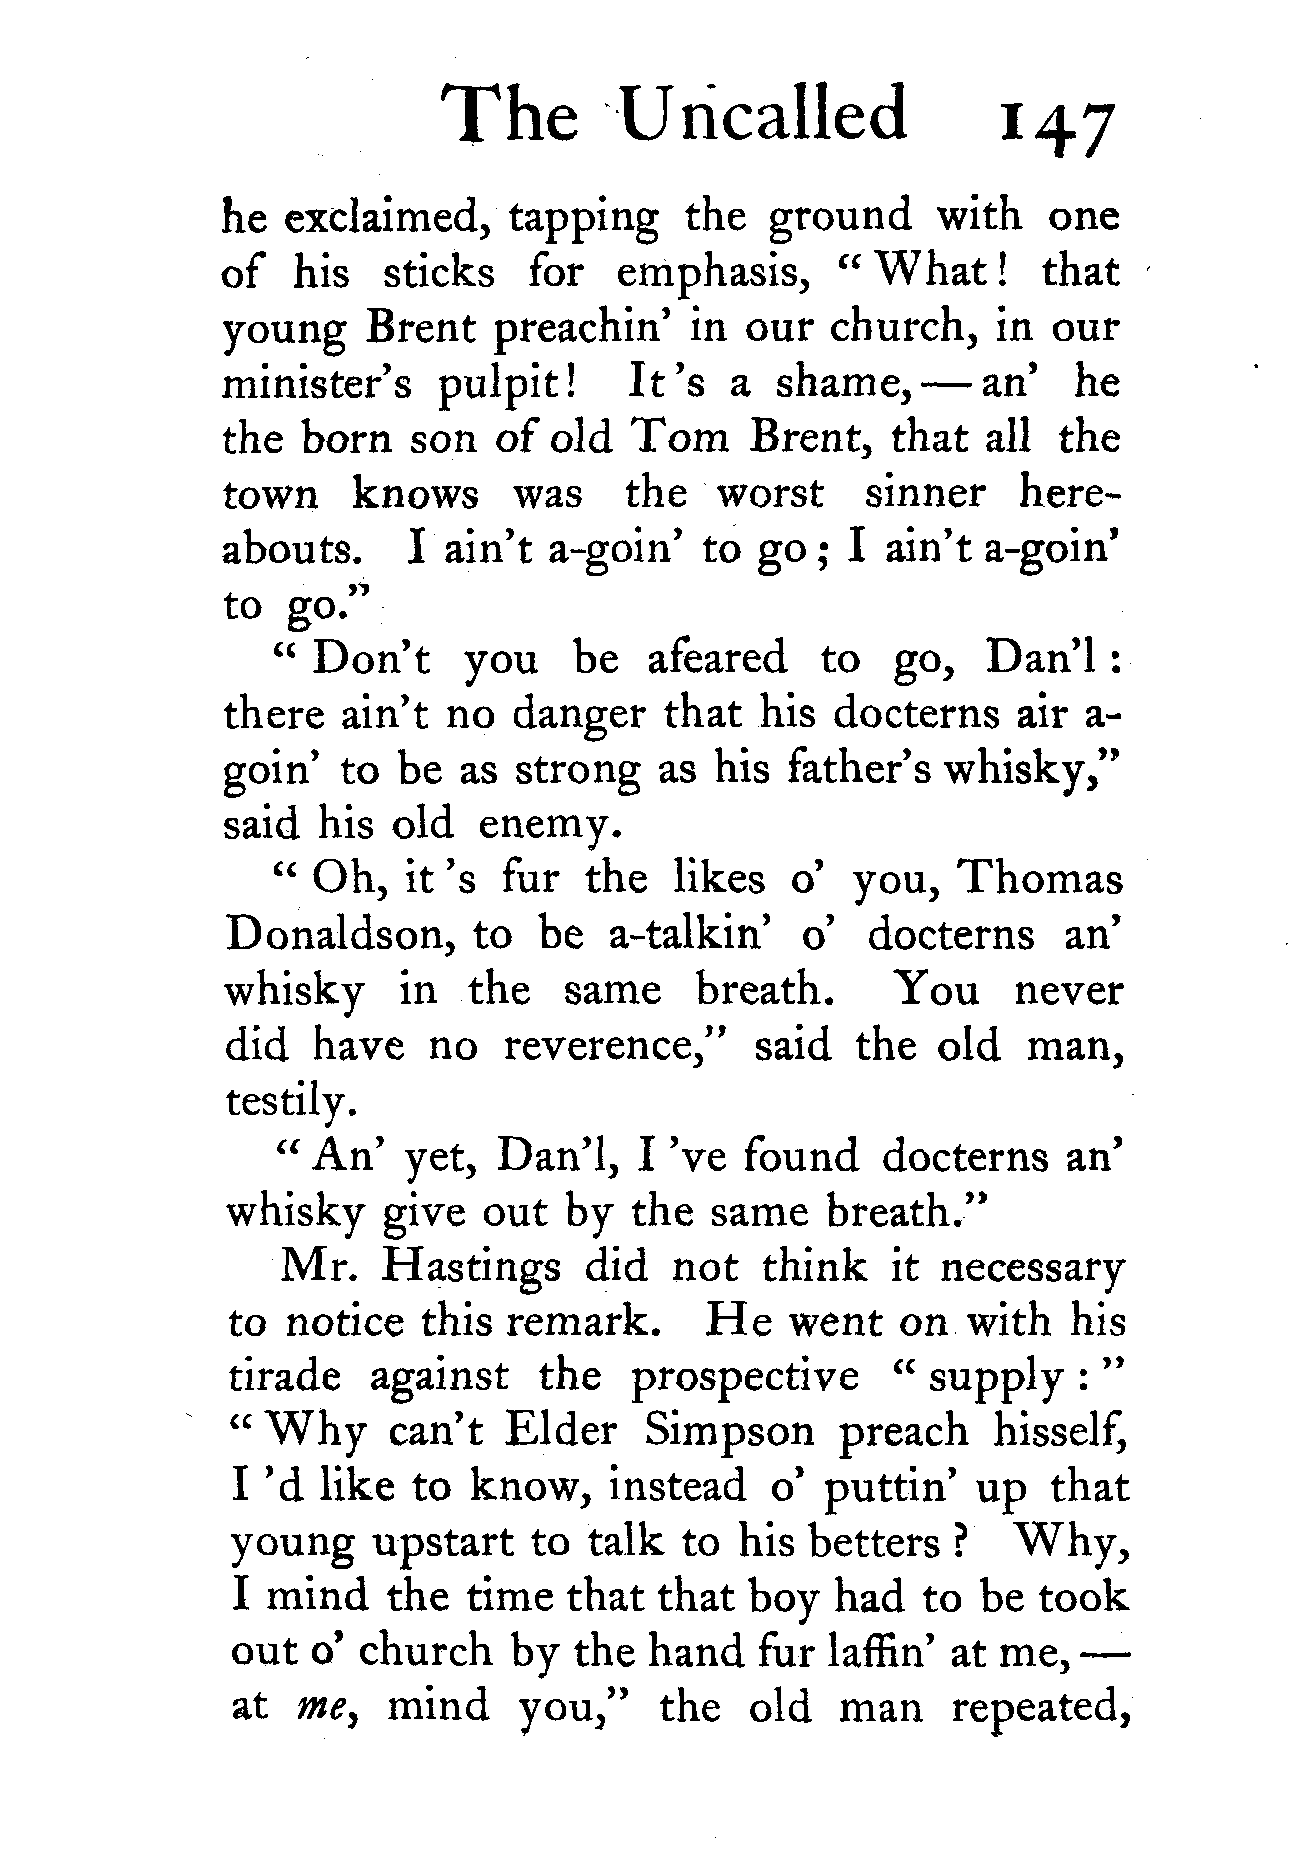 The Uncalled 147
he exclaimed, tapping the ground with one
of his sticks for emphasis, “ What! that
young Brent preachin’ in our church, in our
minister’s pulpit! It ’s a shame, — an’ he
the born son of old Tom Brent, that all the
town knows was the worst sinner here-
abouts. I ain’t a-goin’ to go ; I ain’t a-goin’
to go.”
“ Don’t you be afeared to go, Dan’l :
there ain’t no danger that his docterns air a-
goin’ to be as strong as his father’s whisky,”
said his old enemy.
“ Oh, it ’s fur the likes o’ you, Thomas
Donaldson, to be a-talkin’ o’ docterns an’
whisky in the same breath. You never
did have no reverence,” said the old man,
testily.
“ An’ yet, Dan’l, I ’ve found docterns an’
whisky give out by the same breath.”
Mr. Hastings did not think it necessary
to notice this remark. He went on with his
tirade against the prospective “ supply : ”
“ Why can’t Elder Simpson preach hisself,
I ’d like to know, instead o’ puttin’ up that
young upstart to talk to his betters ? Why,
I mind the time that that boy had to be took
out o’ church by the hand fur laffin’ at me, —
at me, mind you,” the old man repeated,